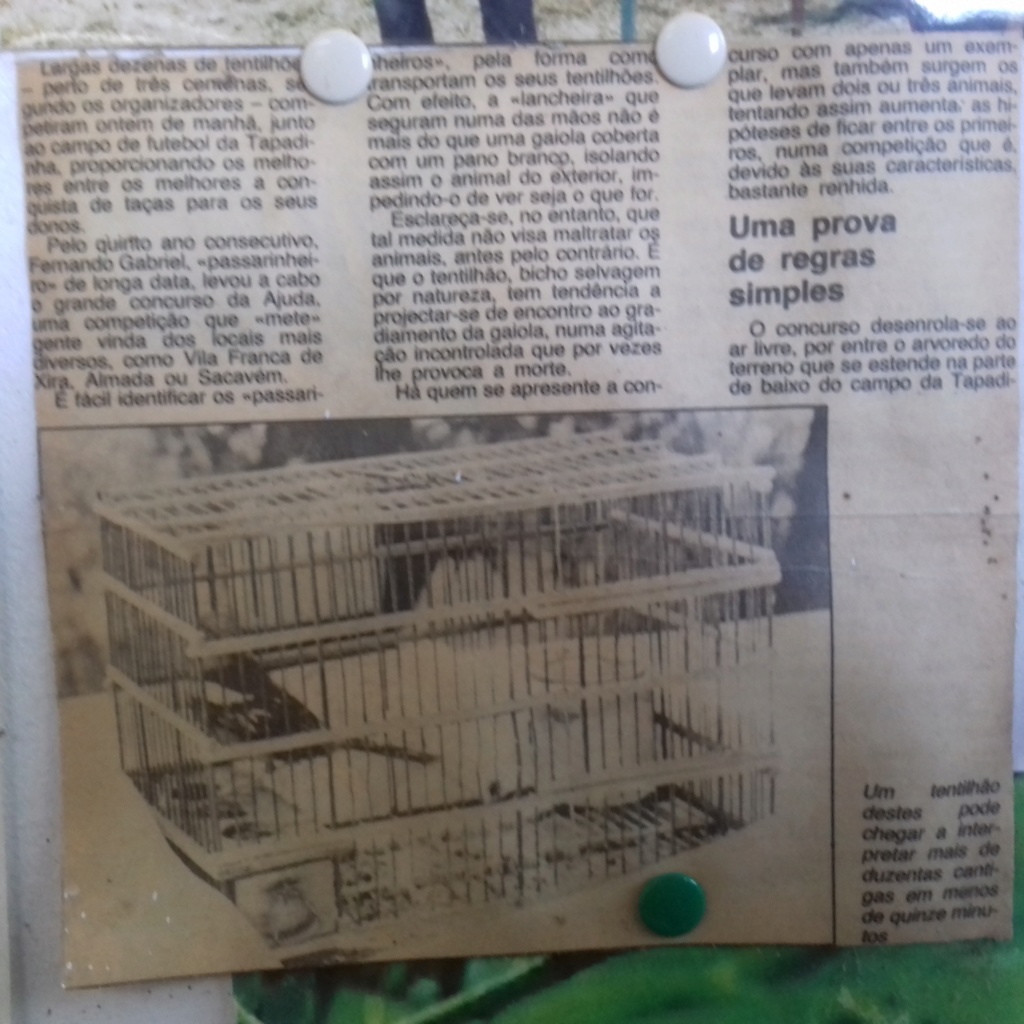 Largas dezenas de tentilhões
– perto de três centenas, se-
gundo os organizadores – com-
petiram ontem de manhã, junto
ao campo de futebol da Tapadi-
nha, proporcionando os melho-
res entre os melhores a con-
quista de taças para os seus
donos.
Pelo quinto ano consecutivo,
Fernando Gabriel, «passarinhei-
ro» de longa data, levou a cabo
o grande concurso da Ajuda,
uma competição que «mete»
gente vinda dos locais mais
diversos, como Vila Franca de
Xira, Almada ou Sacavém.
É fácil identificar os «passari-
nheiros», pela forma como
transportam os seus tentilhões.
Com efeito, a «lancheira» que
seguram numa das mãos não é
mais do que uma gaiola coberta
com um pano branco, isolando
assim o animal do exterior, im-
pedindo-o de ver seja o que for.
Esclareça-se, no entanto, que
tal medida não visa maltratar os
animais, antes pelo contrário. É
que o tentilhão, bicho selvagem
por natureza, tem tendência a
projectar-se de encontro ao gra-
diamento da gaiola, numa agita-
ção incontrolada que por vezes
lhe provoca a morte.
Há quem se apresente a con-
curso com apenas um exem-
plar, mas também surgem os
que levam dois ou três animais,
tentando assim aumentar as hi-
póteses de ficar entre os primei-
ros, numa competição que é,
devido às suas características,
bastante renhida.
Uma prova
de regras
simples
O concurso desenrola-se ao
ar livre, por entre o arvoredo do
terreno que se estende na parte
de baixo do campo da Tapadi-
Um tentilhão
destes pode
chegar a inter-
pretar mais de
duzentas canti-
gas em menos
de quinze minu-
tos